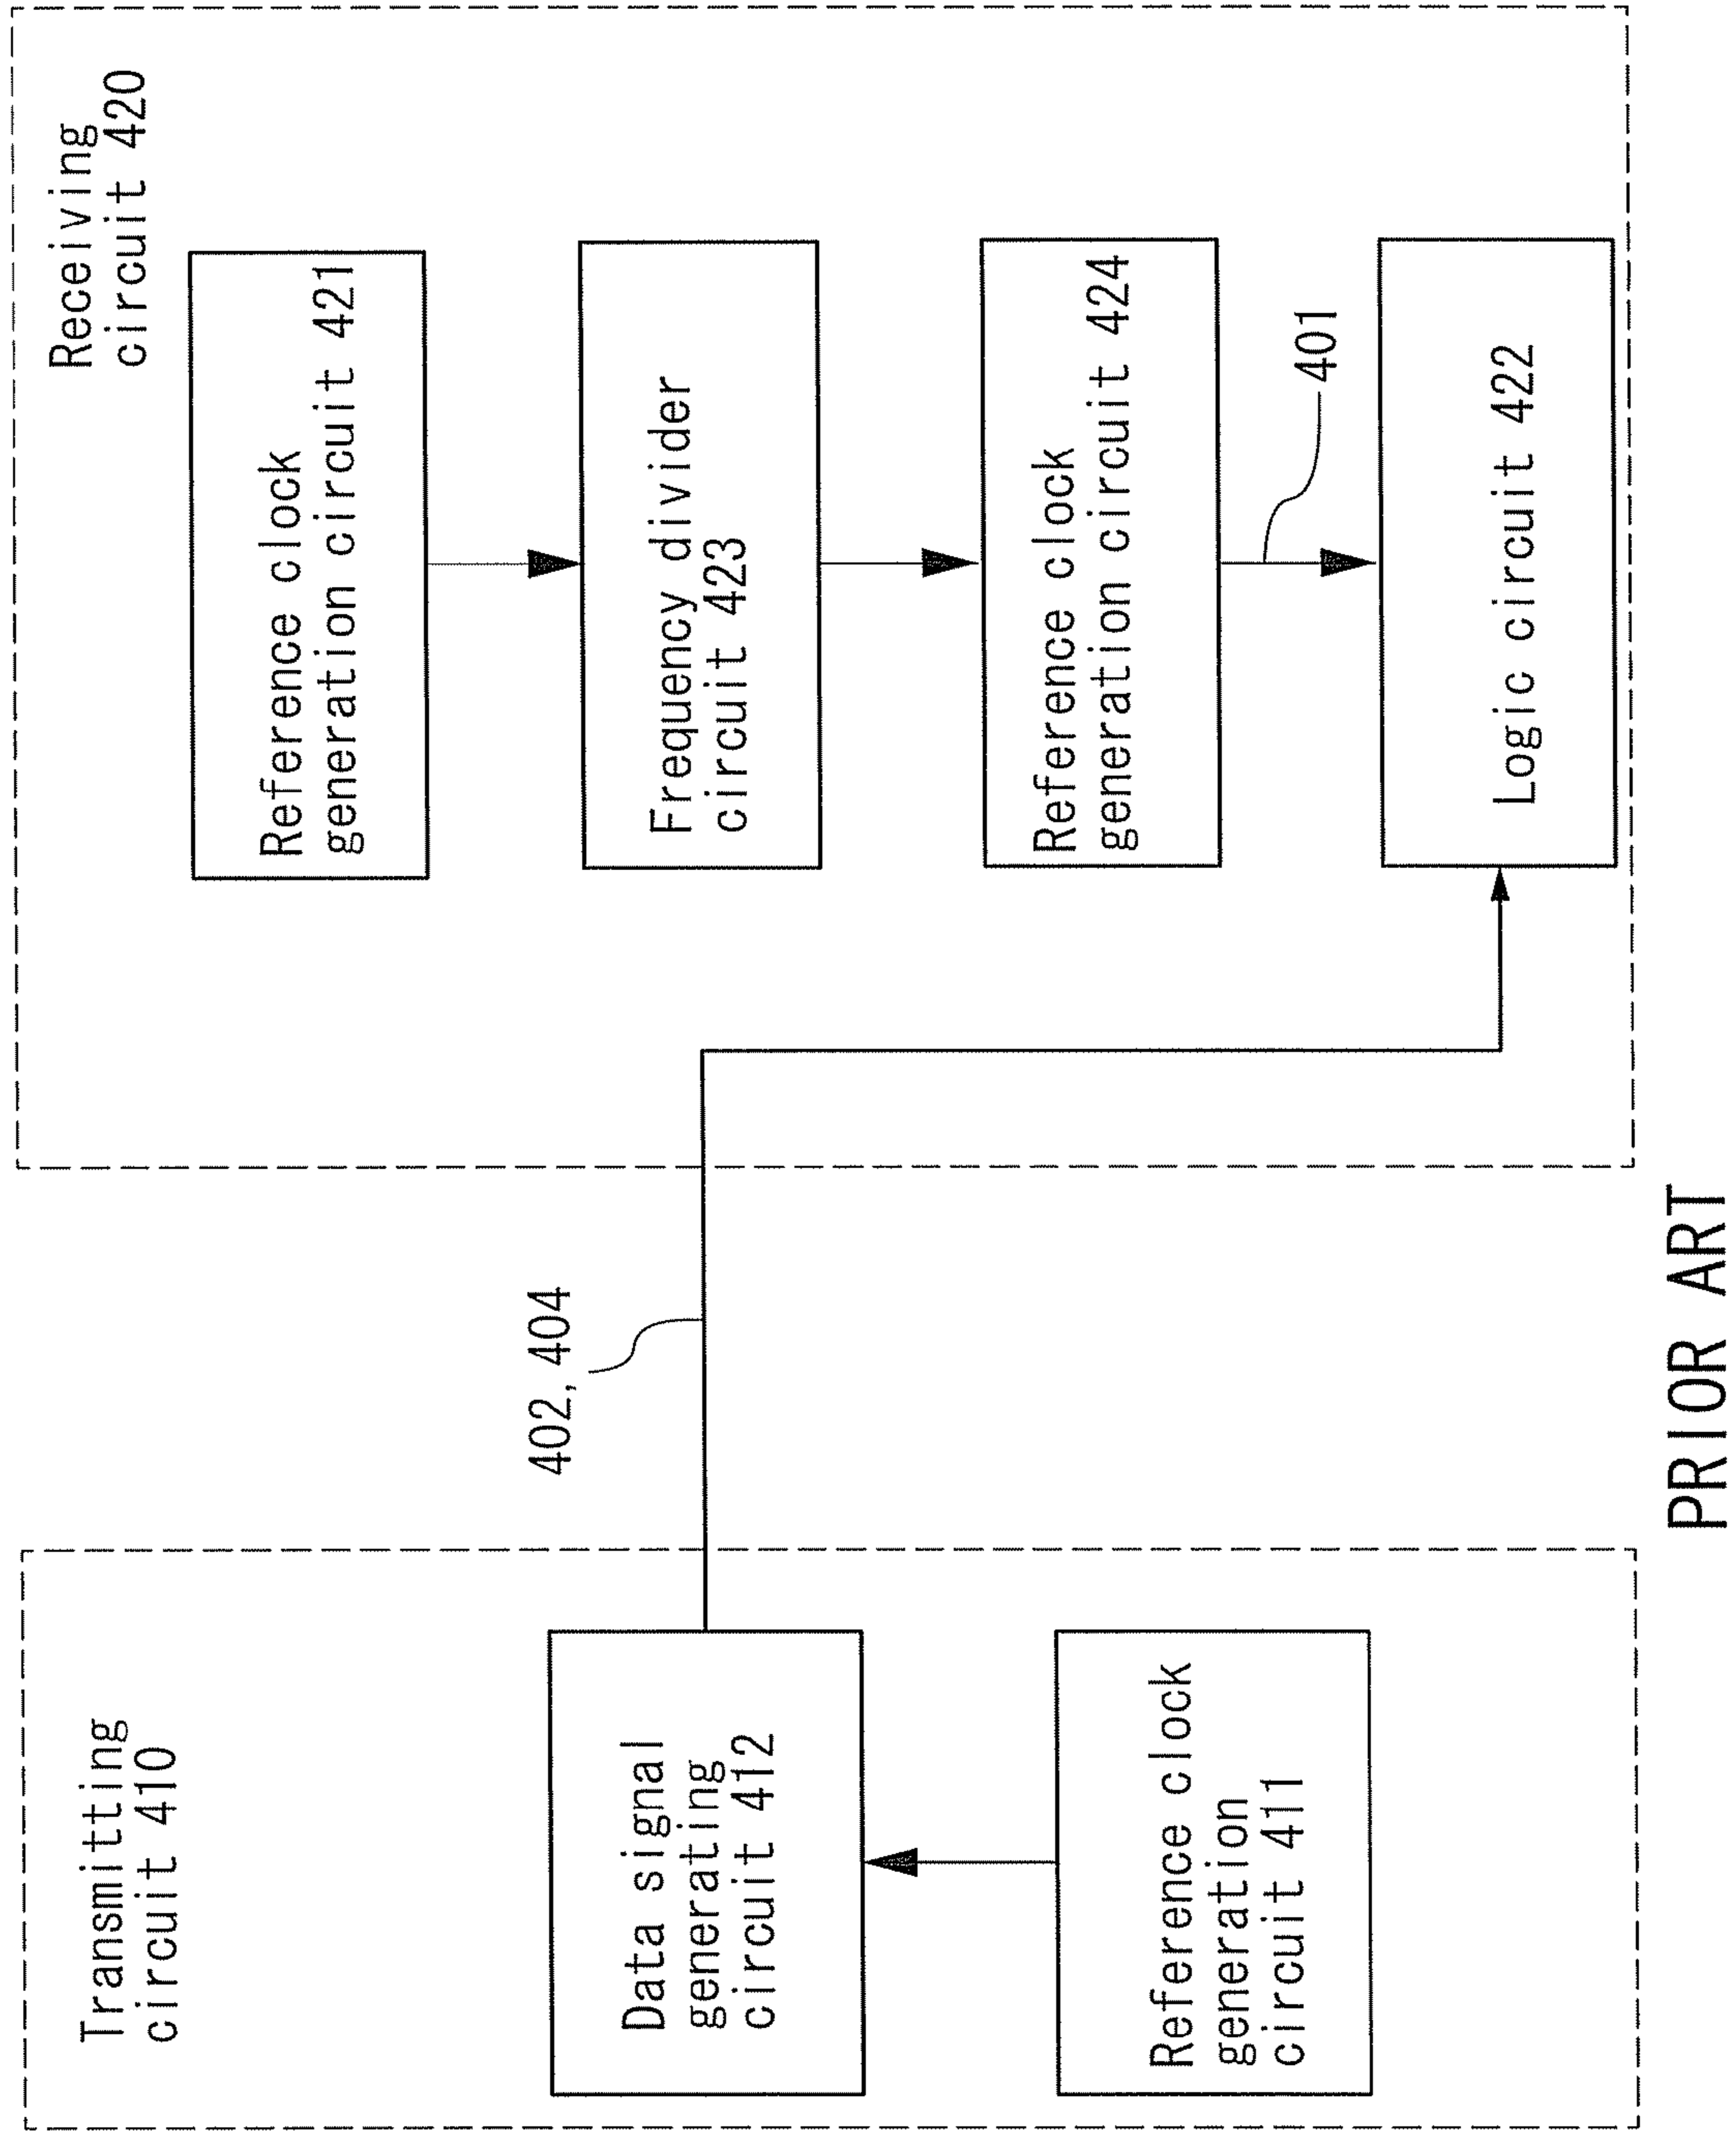 Transmitting
circuit 410
Data signal
generating
circuit 412
Reference clock
generation
circuit 411
402, 404
Receiving
circuit 420
Reference clock
generation circuit 421
Frequency divider
circuit 423
Reference clock
generation circuit 424
401
Logic circuit 422
PRIOR ART